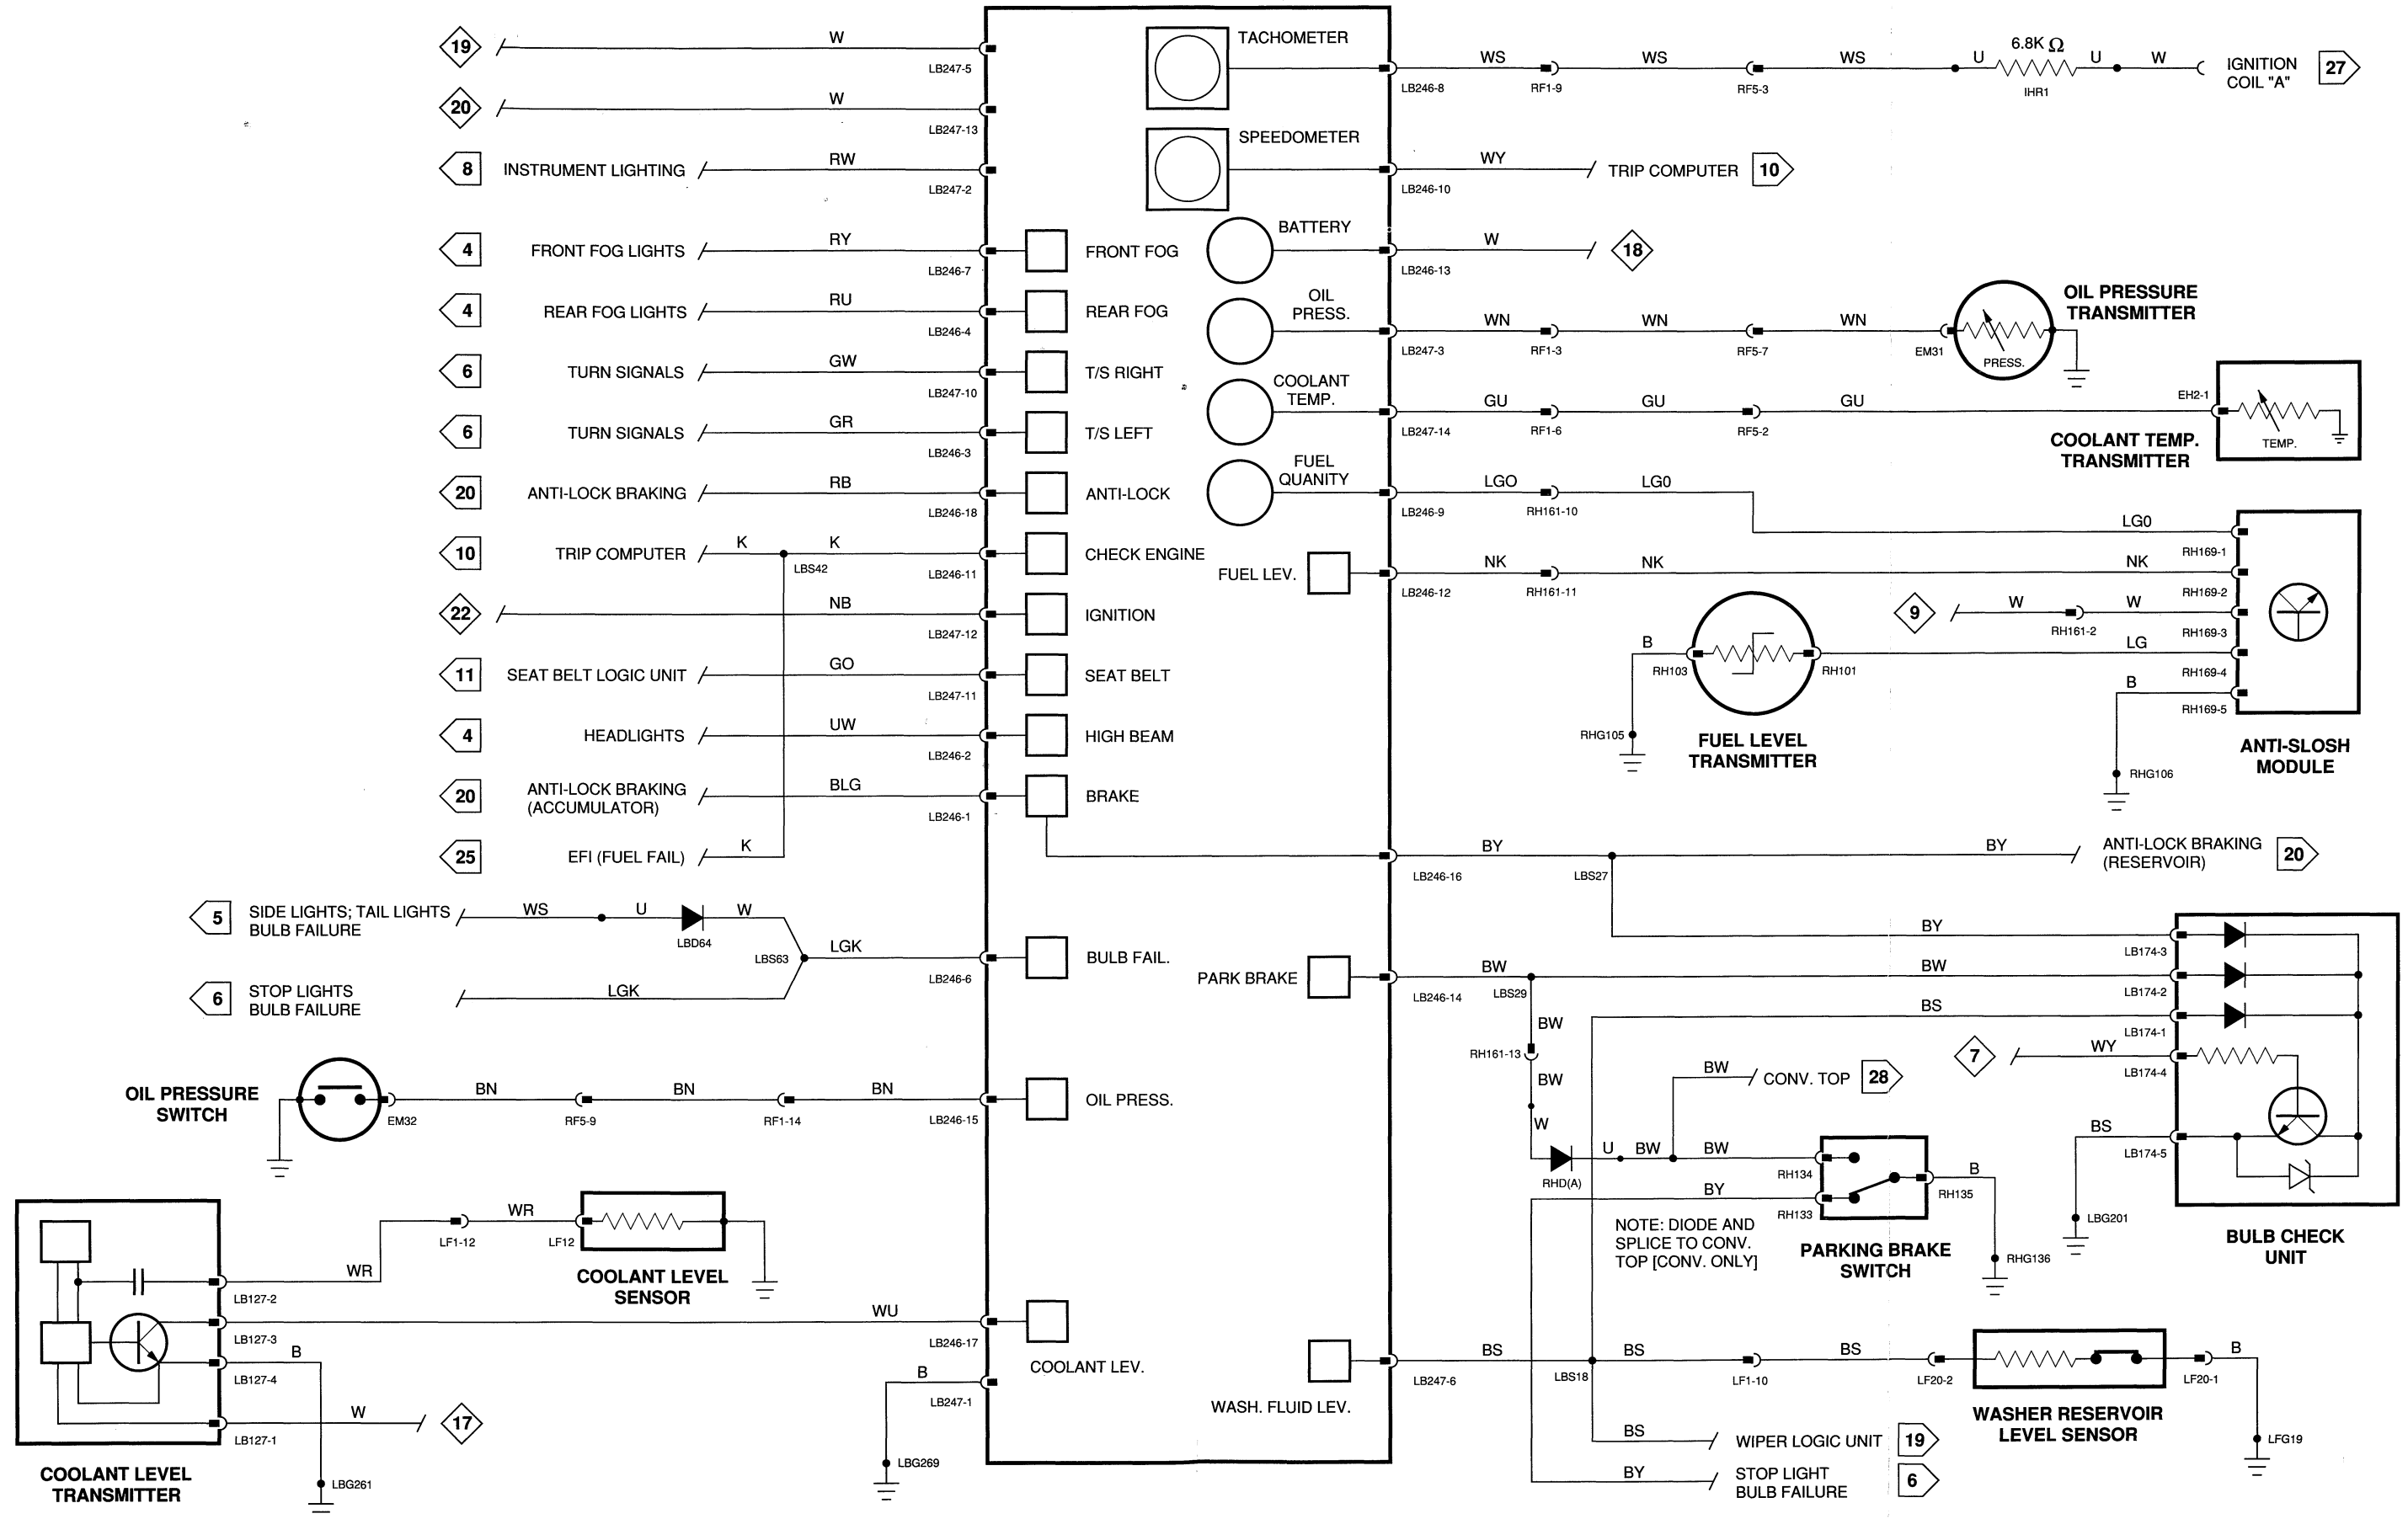 19
W
LB247-5
20
W
LB247-13
8
INSTRUMENT LIGHTING
RW
LB247-2
4
FRONT FOG LIGHTS
RY
LB246-7
FRONT FOG
4
REAR FOG LIGHTS
RU
LB246-4
REAR FOG
6
TURN SIGNALS
GW
LB247-10
T/S RIGHT
6
TURN SIGNALS
GR
LB246-3
T/S LEFT
20
ANTI-LOCK BRAKING
RB
LB246-18
ANTI-LOCK
10
TRIP COMPUTER
K
K
LBS42
LB246-11
CHECK ENGINE
22
NB
LB247-12
IGNITION
11
SEAT BELT LOGIC UNIT
GO
LB247-11
SEAT BELT
4
HEADLIGHTS
UW
LB246-2
HIGH BEAM
20
ANTI-LOCK BRAKING
(ACCUMULATOR)
BLG
LB246-1
BRAKE
25
EFI (FUEL FAIL)
K
5
SIDE LIGHTS; TAIL LIGHTS
BULB FAILURE
WS
U
LBD64
W
LBS63
LGK
LB246-6
BULB FAIL.
6
STOP LIGHTS
BULB FAILURE
LGK
OIL PRESSURE
SWITCH
EM32
BN
RF5-9
BN
RF1-14
BN
LB246-15
OIL PRESS.
WR
LB127-2
LF1-12
WR
LF12
COOLANT LEVEL
SENSOR
LB127-3
WU
LB246-17
COOLANT LEV.
LB127-4
B
LBG261
LB127-1
W
17
COOLANT LEVEL
TRANSMITTER
B
LB247-1
LBG269
TACHOMETER
LB246-8
WS
RF1-9
WS
RF5-3
WS
U
6.8K Ω
IHR1
U
W
IGNITION
COIL "A"
27
SPEEDOMETER
LB246-10
WY
TRIP COMPUTER
10
BATTERY
LB246-13
W
18
OIL
PRESS.
LB247-3
WN
RF1-3
WN
RF5-7
WN
EM31
PRESS.
OIL PRESSURE
TRANSMITTER
COOLANT
TEMP.
LB247-14
GU
RF1-6
GU
RF5-2
GU
EH2-1
TEMP.
COOLANT TEMP.
TRANSMITTER
FUEL
QUANITY
LB246-9
LGO
RH161-10
LG0
LG0
RH169-1
FUEL LEV.
LB246-12
NK
RH161-11
NK
NK
RH169-2
9
W
RH161-2
W
RH169-3
B
RH103
RH101
LG
RH169-4
RHG105
FUEL LEVEL
TRANSMITTER
B
RH169-5
RHG106
ANTI-SLOSH
MODULE
LB246-16
BY
LBS27
BY
ANTI-LOCK BRAKING
(RESERVOIR)
20
BY
LB174-3
PARK BRAKE
LB246-14
BW
LBS29
BW
LB174-2
BS
LB174-1
BW
RH161-13
BW
W
7
WY
LB174-4
BW
CONV. TOP
28
RHD(A)
U
BW
BW
RH134
BY
RH133
B
RH135
RHG136
BS
LB174-5
LBG201
BULB CHECK
UNIT
NOTE: DIODE AND
SPLICE TO CONV.
TOP [CONV. ONLY]
PARKING BRAKE
SWITCH
WASH. FLUID LEV.
LB247-6
BS
LBS18
BS
LF1-10
BS
LF20-2
LF20-1
B
LFG19
WASHER RESERVOIR
LEVEL SENSOR
BS
WIPER LOGIC UNIT
19
BY
STOP LIGHT
BULB FAILURE
6